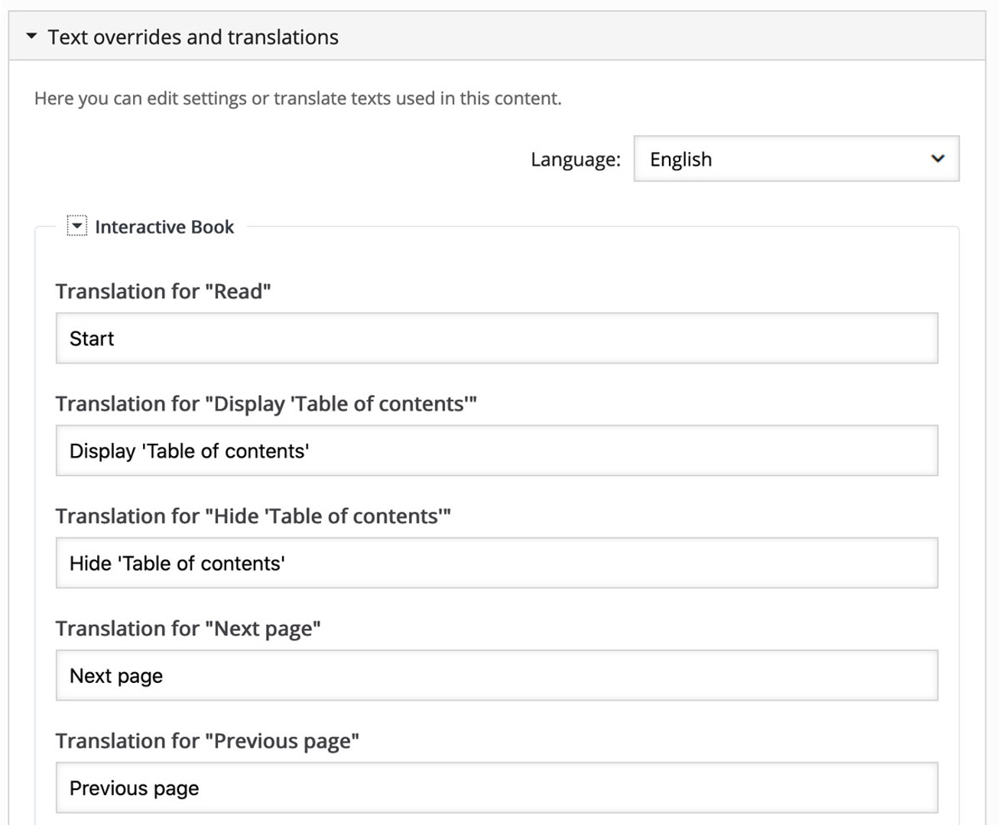 Text overrides and translations
Here you can edit settings or translate texts used in this content.
Language: English
Interactive Book
Translation for "Read"
Start
Translation for "Display 'Table of contents'"
Display 'Table of contents'
Translation for "Hide 'Table of contents'"
Hide 'Table of contents'
Translation for "Next page"
Next page
Translation for "Previous page"
Previous page